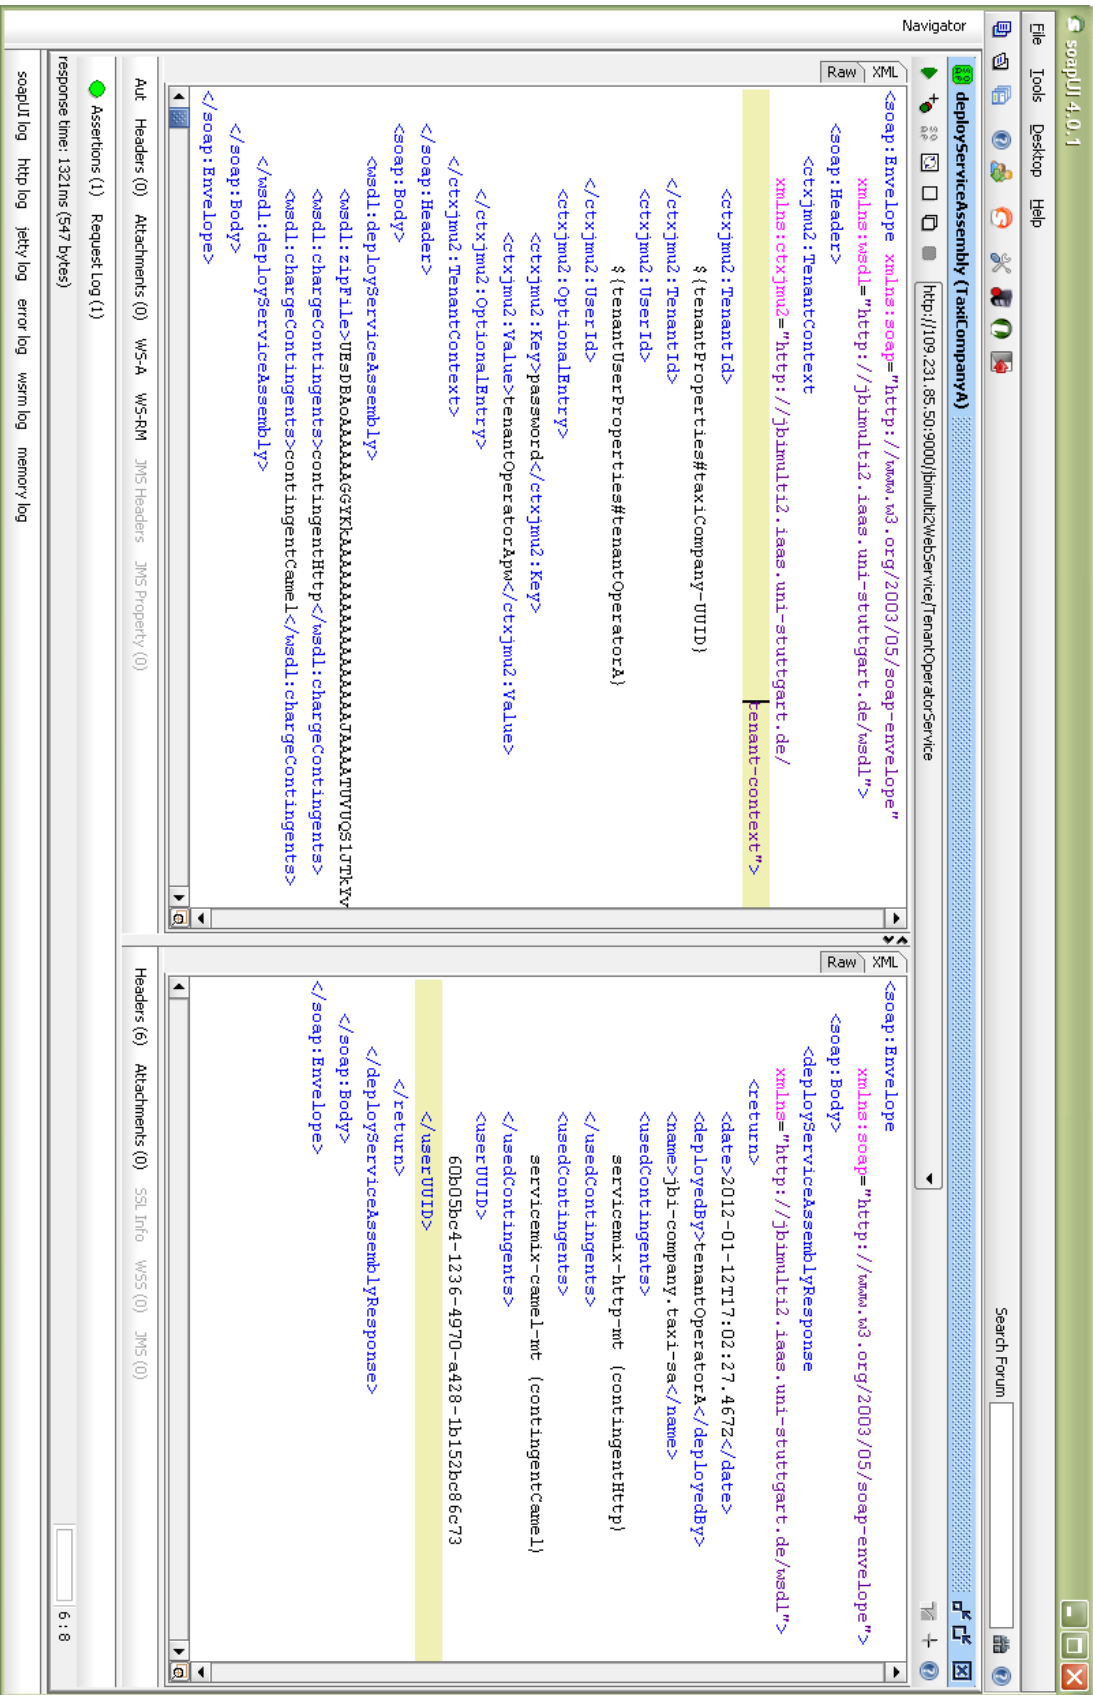 soapUI 4.0.1
File Tools Desktop Help
Search Forum
Navigator
deployServiceAssembly (TaxiCompanyA)
http://109.231.85.50:9000/jbimulti2WebService/TenantOperatorService
XML
Raw
<soap:Envelope xmlns:soap="http://www.w3.org/2003/05/soap-envelope"
xmlns:wsdl="http://jbimulti2.iaas.uni-stuttgart.de/wsdl">
<soap:Header>
<ctxjmu2:TenantContext
xmlns:ctxjmu2="http://jbimulti2.iaas.uni-stuttgart.de/
tenant-context">
<ctxjmu2:TenantId>
${tenantProperties#taxiCompany-UUID}
</ctxjmu2:TenantId>
<ctxjmu2:UserId>
${tenantUserProperties#tenantOperatorA}
</ctxjmu2:UserId>
<ctxjmu2:OptionalEntry>
<ctxjmu2:Key>password</ctxjmu2:Key>
<ctxjmu2:Value>tenantOperatorApw</ctxjmu2:Value>
</ctxjmu2:OptionalEntry>
</ctxjmu2:TenantContext>
</soap:Header>
<soap:Body>
<wsdl:deployServiceAssembly>
<wsdl:chargeContingents>contingentHttp</wsdl:chargeContingents>
<wsdl:chargeContingents>contingentCamel</wsdl:chargeContingents>
</wsdl:deployServiceAssembly>
</soap:Body>
</soap:Envelope>
Aut Headers (0) Attachments (0) WS-A WS-RM JMS Headers JMS Property (0)
XML
Raw
<soap:Envelope
xmlns:soap="http://www.w3.org/2003/05/soap-envelope">
<soap:Body>
<deployServiceAssemblyResponse
xmlns="http://jbimulti2.iaas.uni-stuttgart.de/wsdl">
<return>
<date>2012-01-12T17:02:27.467Z</date>
<deployedBy>tenantOperatorA</deployedBy>
<name>jbi-company.taxi-sa</name>
<usedContingents>
servicemix-http-mt (contingentHttp)
</usedContingents>
<usedContingents>
servicemix-camel-mt (contingentCamel)
</usedContingents>
<userUUID>
60b05bc4-1236-4970-a428-1b152bc86c73
</userUUID>
</return>
</deployServiceAssemblyResponse>
</soap:Body>
</soap:Envelope>
Headers (6) Attachments (0) SSL Info WSS (0) JMS (0)
Assertions (1) Request Log (1)
response time: 1321ms (547 bytes)
6 : 8
soapUI log http log jetty log error log wsrm log memory log